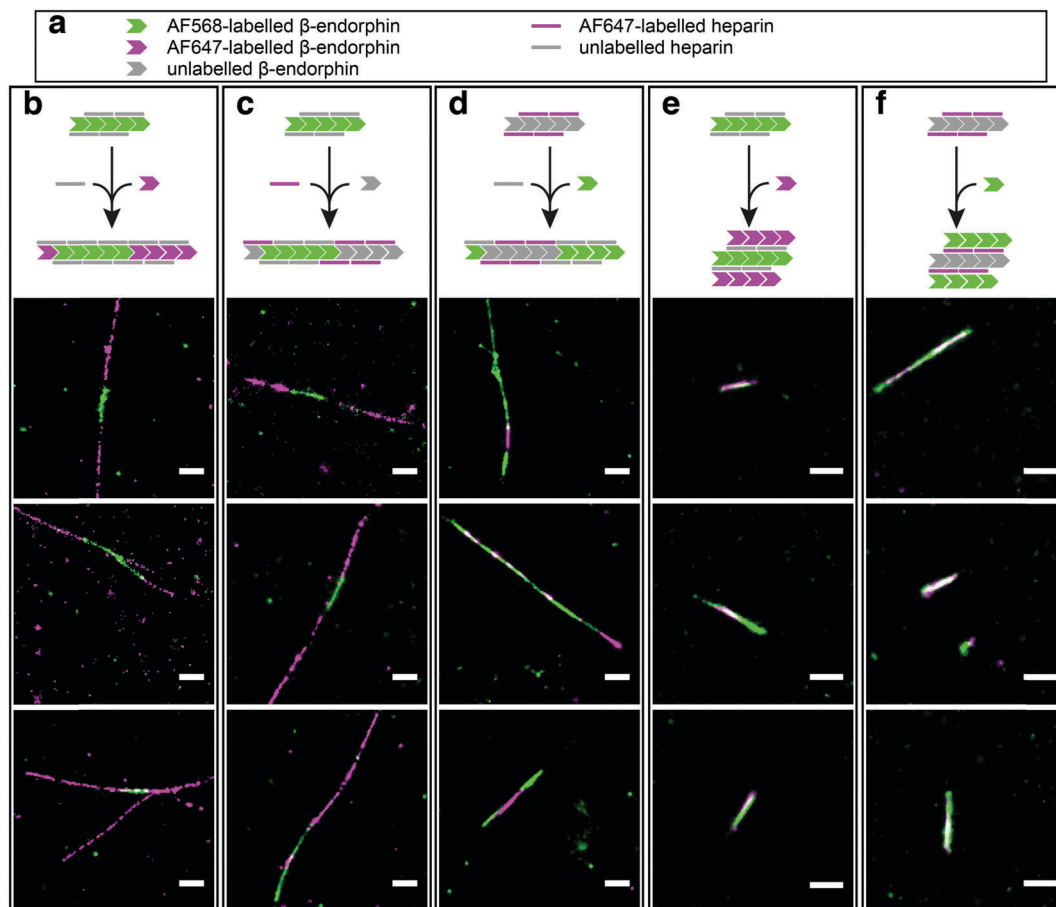 a
AF568-labelled β-endorphin
AF647-labelled β-endorphin
unlabelled β-endorphin
AF647-labelled heparin
unlabelled heparin
b c d e f